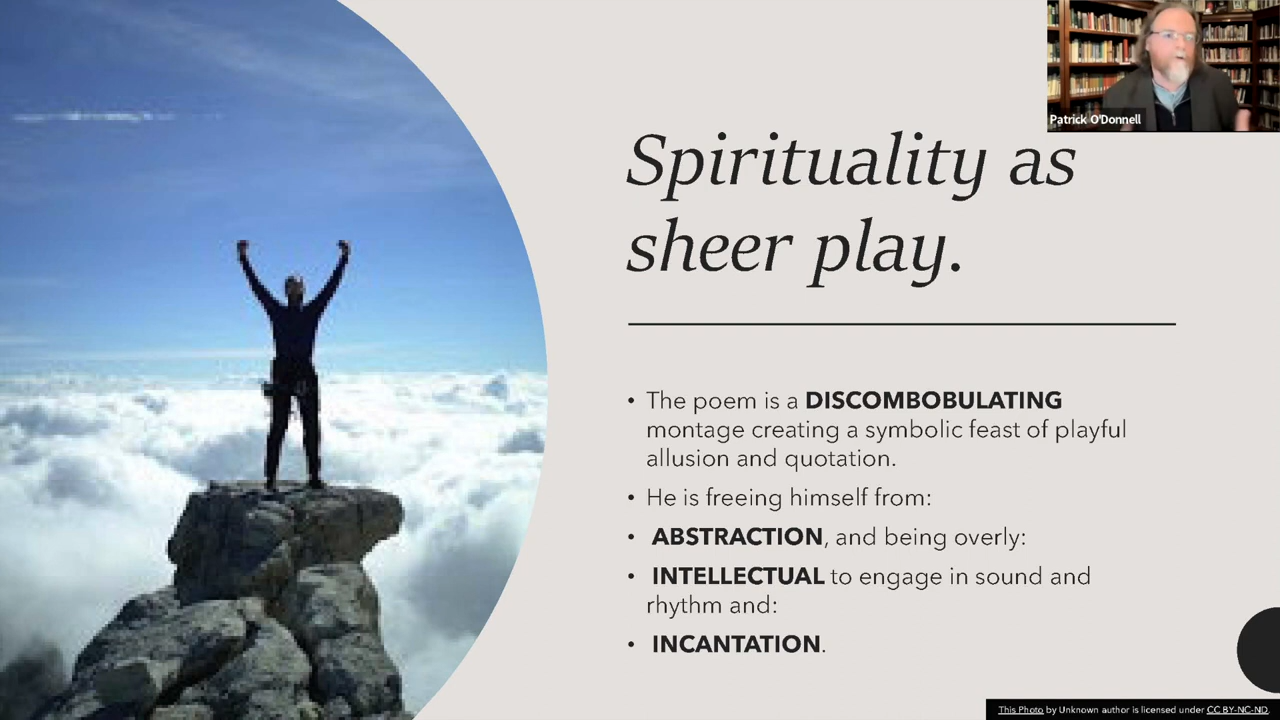 Patrick O'Donnell
Spirituality as
sheer play.
• The poem is a DISCOMBOBULATING
montage creating a symbolic feast of playful
allusion and quotation.
• He is freeing himself from:
• ABSTRACTION, and being overly:
• INTELLECTUAL to engage in sound and
rhythm and:
• INCANTATION.
This Photo by Unknown author is licensed under CC BY-NC-ND.